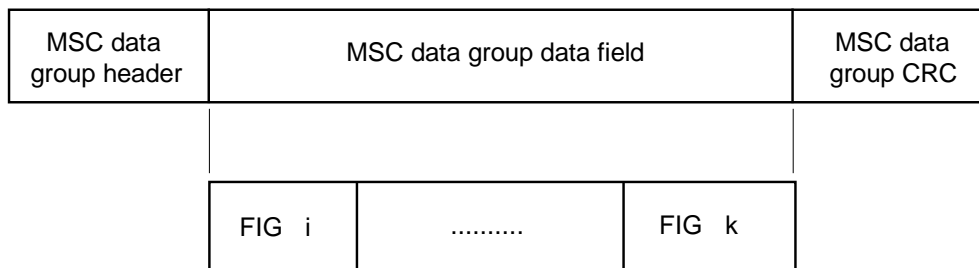 MSC data
group header
MSC data group data field
MSC data
group CRC
FIG i
..........
FIG k